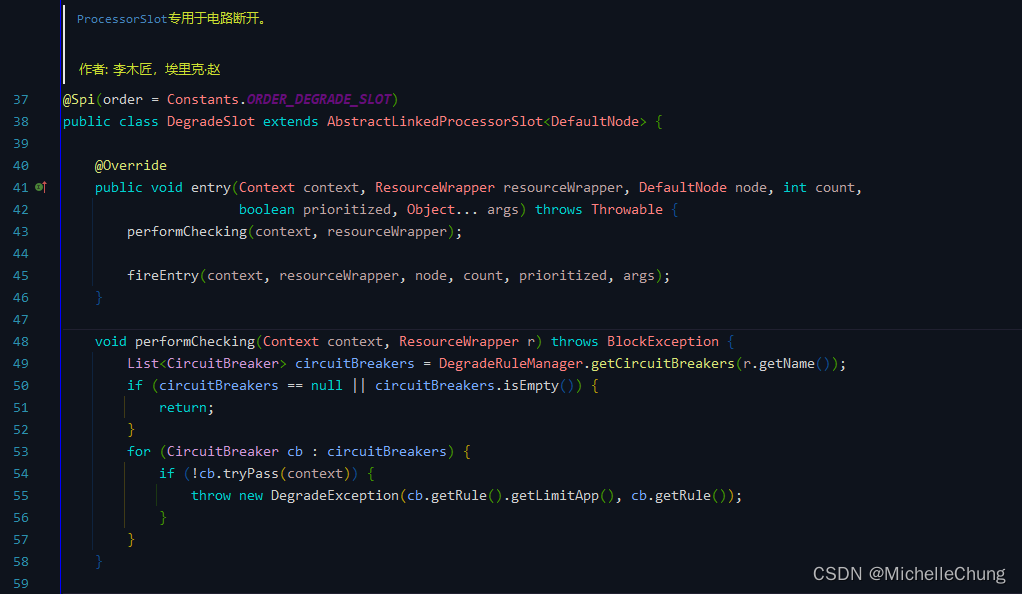 ProcessorSlot专用于电路断开。
作者: 李木匠，埃里克·赵
37 @Spi(order = Constants.ORDER_DEGRADE_SLOT)
38 public class DegradeSlot extends AbstractLinkedProcessorSlot<DefaultNode> {
39
40     @Override
41     public void entry(Context context, ResourceWrapper resourceWrapper, DefaultNode node, int count,
42                       boolean prioritized, Object... args) throws Throwable {
43         performChecking(context, resourceWrapper);
44
45         fireEntry(context, resourceWrapper, node, count, prioritized, args);
46     }
47
48     void performChecking(Context context, ResourceWrapper r) throws BlockException {
49         List<CircuitBreaker> circuitBreakers = DegradeRuleManager.getCircuitBreakers(r.getName());
50         if (circuitBreakers == null || circuitBreakers.isEmpty()) {
51             return;
52         }
53         for (CircuitBreaker cb : circuitBreakers) {
54             if (!cb.tryPass(context)) {
55                 throw new DegradeException(cb.getRule().getLimitApp(), cb.getRule());
56             }
57         }
58     }
59
CSDN @MichelleChung